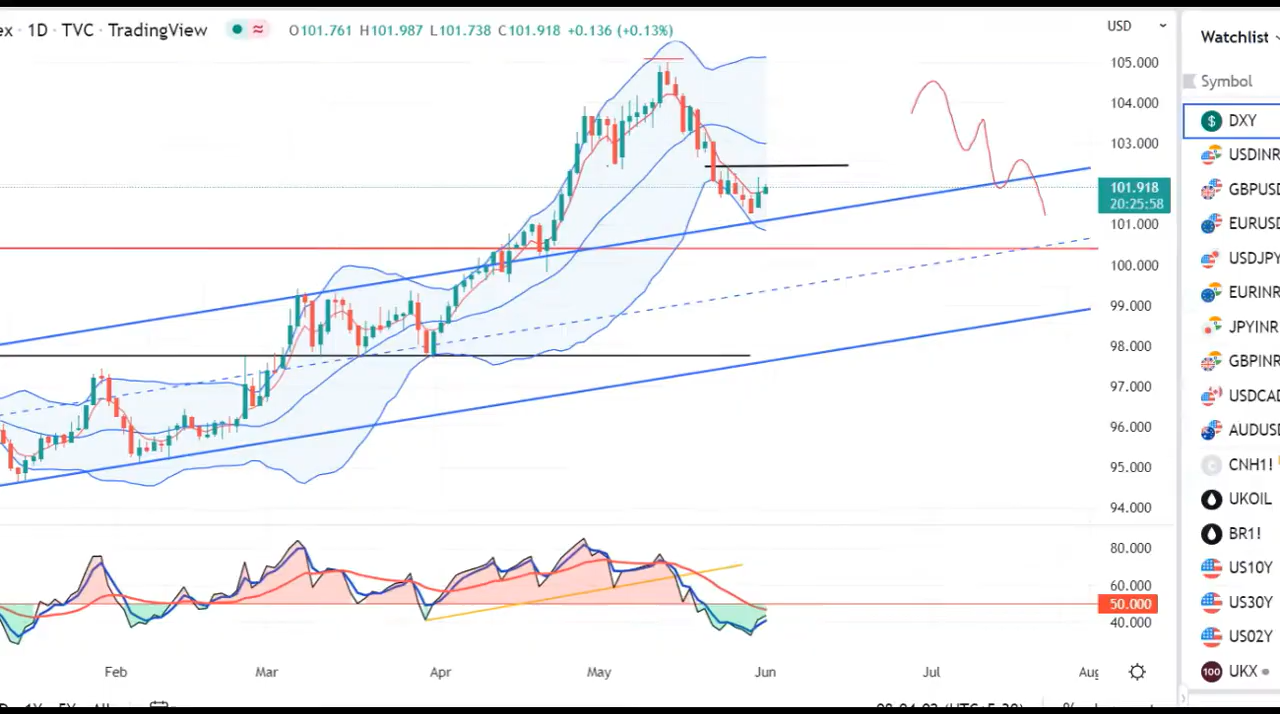 1D · TVC · TradingView
O101.761 H101.987 L101.738 C101.918 +0.136 (+0.13%)
USD
Watchlist
Symbol
105.000
104.000
103.000
101.918
20:25:58
101.000
100.000
99.000
98.000
97.000
96.000
95.000
94.000
80.000
60.000
50.000
40.000
DXY
USDINR
GBPUSD
EURUSD
USDJPY
EURINR
JPYINR
GBPINR
USDCAD
AUDUSD
CNH1!
UKOIL
BR1!
US10Y
US30Y
US02Y
100 UKX
Feb Mar Apr May Jun Jul Aug